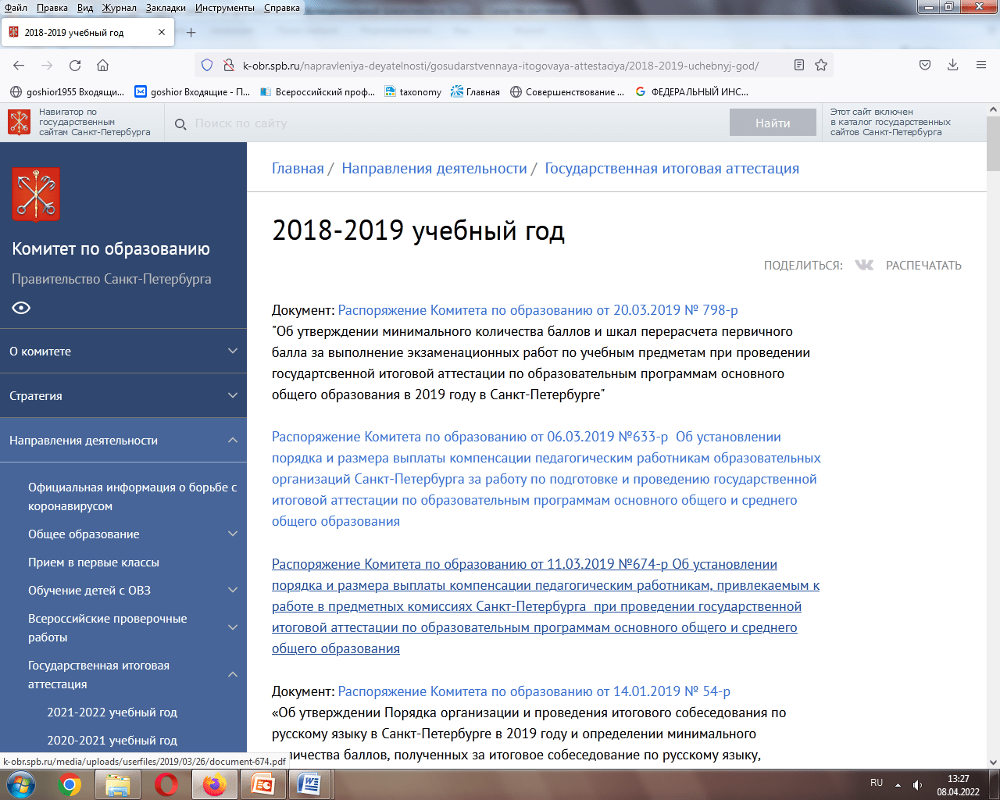 Файл Правка Вид Журнал Закладки Инструменты Справка
2018-2019 учебный год
k-obr.spb.ru/napravleniya-deyatelnosti/gosudarstvennaya-itogovaya-attestaciya/2018-2019-uchebnyj-god/
goshior1955 Входящи... goshior Входящие - П... Всероссийский проф... taxonomy Главная Совершенствование ... ФЕДЕРАЛЬНЫЙ ИНС...
Навигатор по
государственным
сайтам Санкт-Петербурга
Поиск по сайту
Найти
Этот сайт включен
в каталог государственных
сайтов Санкт-Петербурга
Комитет по образованию
Правительство Санкт-Петербурга
О комитете
Стратегия
Направления деятельности
Официальная информация о борьбе с
коронавирусом
Общее образование
Прием в первые классы
Обучение детей с ОВЗ
Всероссийские проверочные
работы
Государственная итоговая
аттестация
2021-2022 учебный год
2020-2021 учебный год
Главная / Направления деятельности / Государственная итоговая аттестация
2018-2019 учебный год
ПОДЕЛИТЬСЯ: РАСПЕЧАТАТЬ
Документ: Распоряжение Комитета по образованию от 20.03.2019 № 798-р
"Об утверждении минимального количества баллов и шкал перерасчета первичного
балла за выполнение экзаменационных работ по учебным предметам при проведении
государтсвенной итоговой аттестации по образовательным программам основного
общего образования в 2019 году в Санкт-Петербурге"
Распоряжение Комитета по образованию от 06.03.2019 №633-р Об установлении
порядка и размера выплаты компенсации педагогическим работникам образовательных
организаций Санкт-Петербурга за работу по подготовке и проведению государственной
итоговой аттестации по образовательным программам основного общего и среднего
общего образования
Распоряжение Комитета по образованию от 11.03.2019 №674-р Об установлении
порядка и размера выплаты компенсации педагогическим работникам, привлекаемым к
работе в предметных комиссиях Санкт-Петербурга при проведении государственной
итоговой аттестации по образовательным программам основного общего и среднего
общего образования
Документ: Распоряжение Комитета по образованию от 14.01.2019 № 54-р
«Об утверждении Порядка организации и проведения итогового собеседования по
русскому языку в Санкт-Петербурге в 2019 году и определении минимального
личества баллов, полученных за итоговое собеседование по русскому языку,
k-obr.spb.ru/media/uploads/userfiles/2019/03/26/document-674.pdf
RU
13:27
08.04.2022